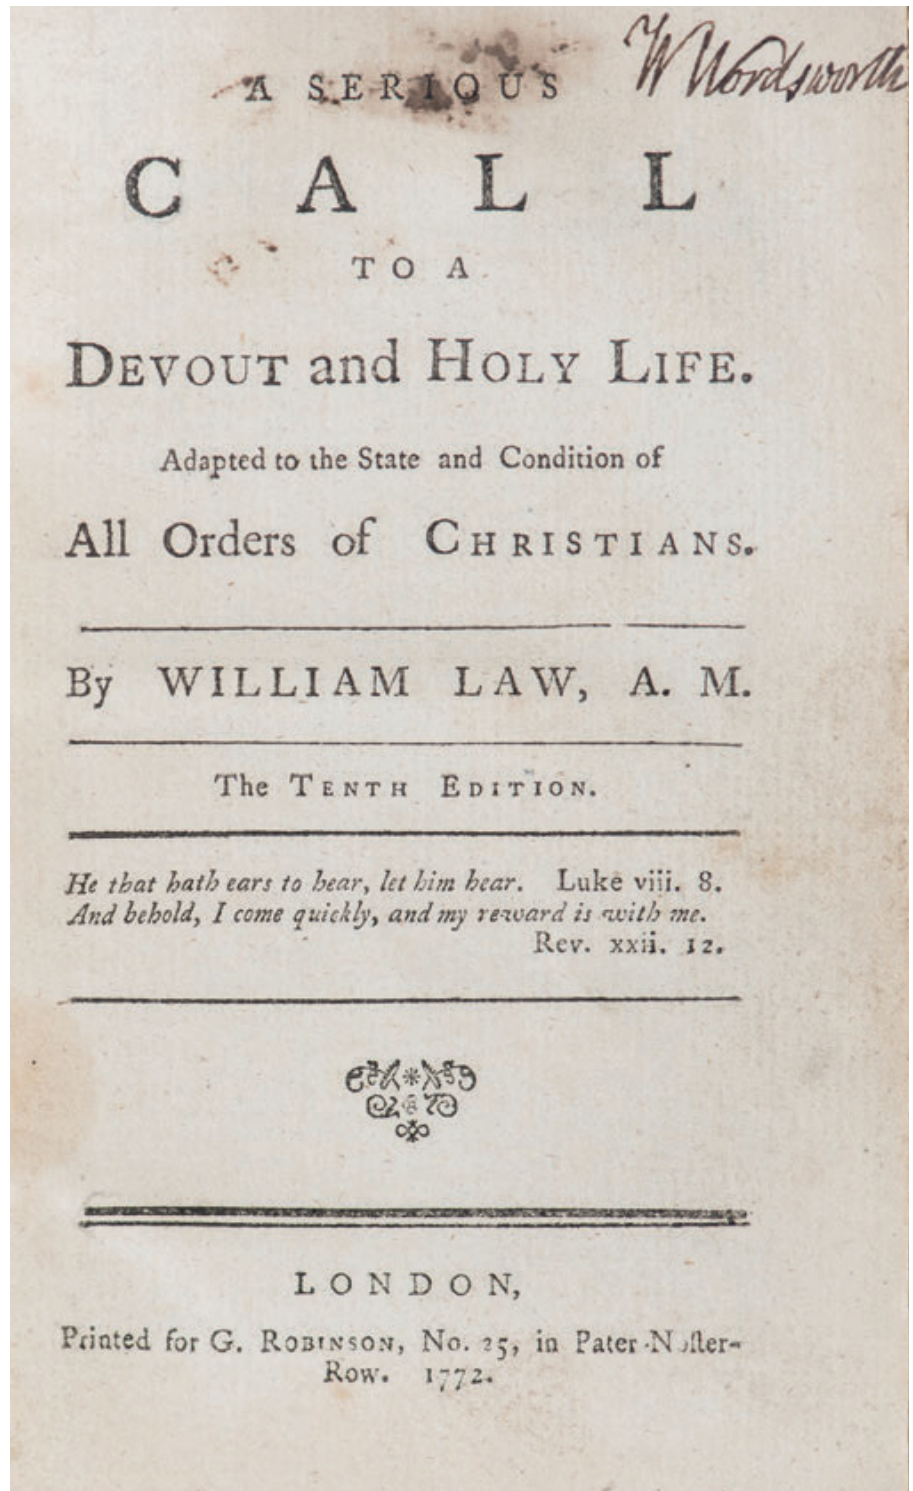 W Wordsworth
A SERIOUS
CALL
TO A
DEVOUT and HOLY LIFE.
Adapted to the State and Condition of
All Orders of CHRISTIANS.
By WILLIAM LAW, A. M.
The TENTH EDITION.
He that hath ears to hear, let him hear. Luke viii. 8.
And behold, I come quickly, and my reward is with me.
Rev. xxii. 12.
LONDON,
Printed for G. ROBINSON, No. 25, in Pater-Noſter-
Row. 1772.